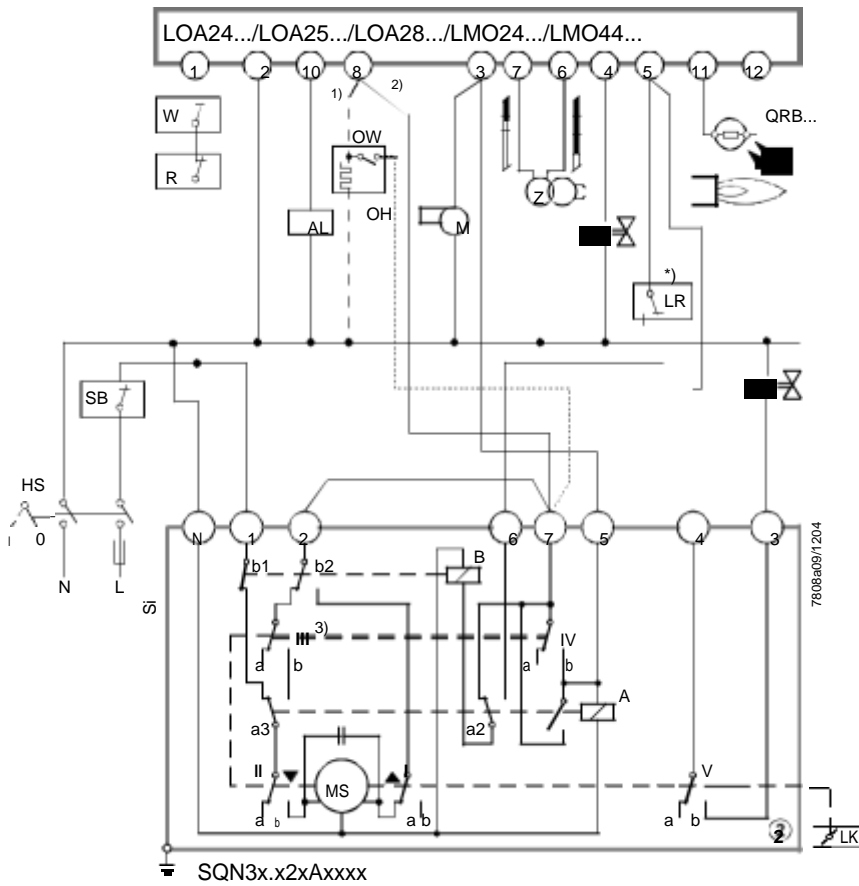 LOA24.../LOA25.../LOA28.../LMO24.../LMO44...
1 2 10 8 3 7 6 4 5 11 12
1) 2)
W
R
OW
OH
AL
M
Z
QRB...
*)
LR
SB
HS
I 0
N L
Si
N 1 2 6 7 5 4 3
7808a09/1204
b1 b2 B
III 3) IV
a b a b
A
a3 a2
II I V
MS
a b a b a b
2
LK
SQN3x.x2xAxxxx